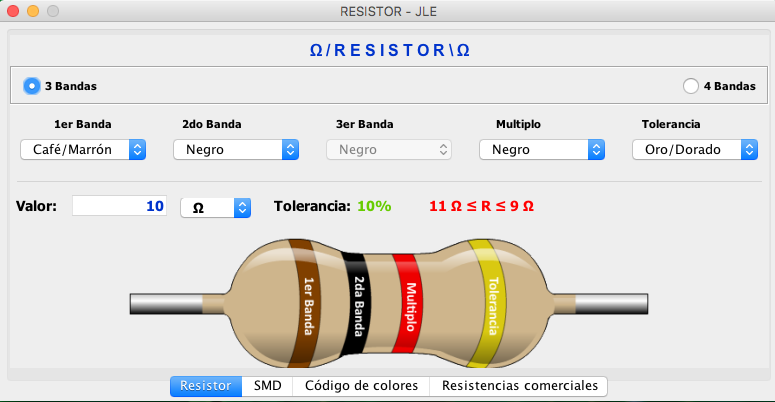 RESISTOR - JLE
Ω/RESISTOR\Ω
3 Bandas 4 Bandas
1er Banda 2do Banda 3er Banda Multiplo Tolerancia
Café/Marrón Negro Negro Negro Oro/Dorado
Valor: 10 Ω Tolerancia: 10% 11 Ω ≤ R ≤ 9 Ω
1er Banda 2da Banda Multiplo Tolerancia
Resistor SMD Código de colores Resistencias comerciales